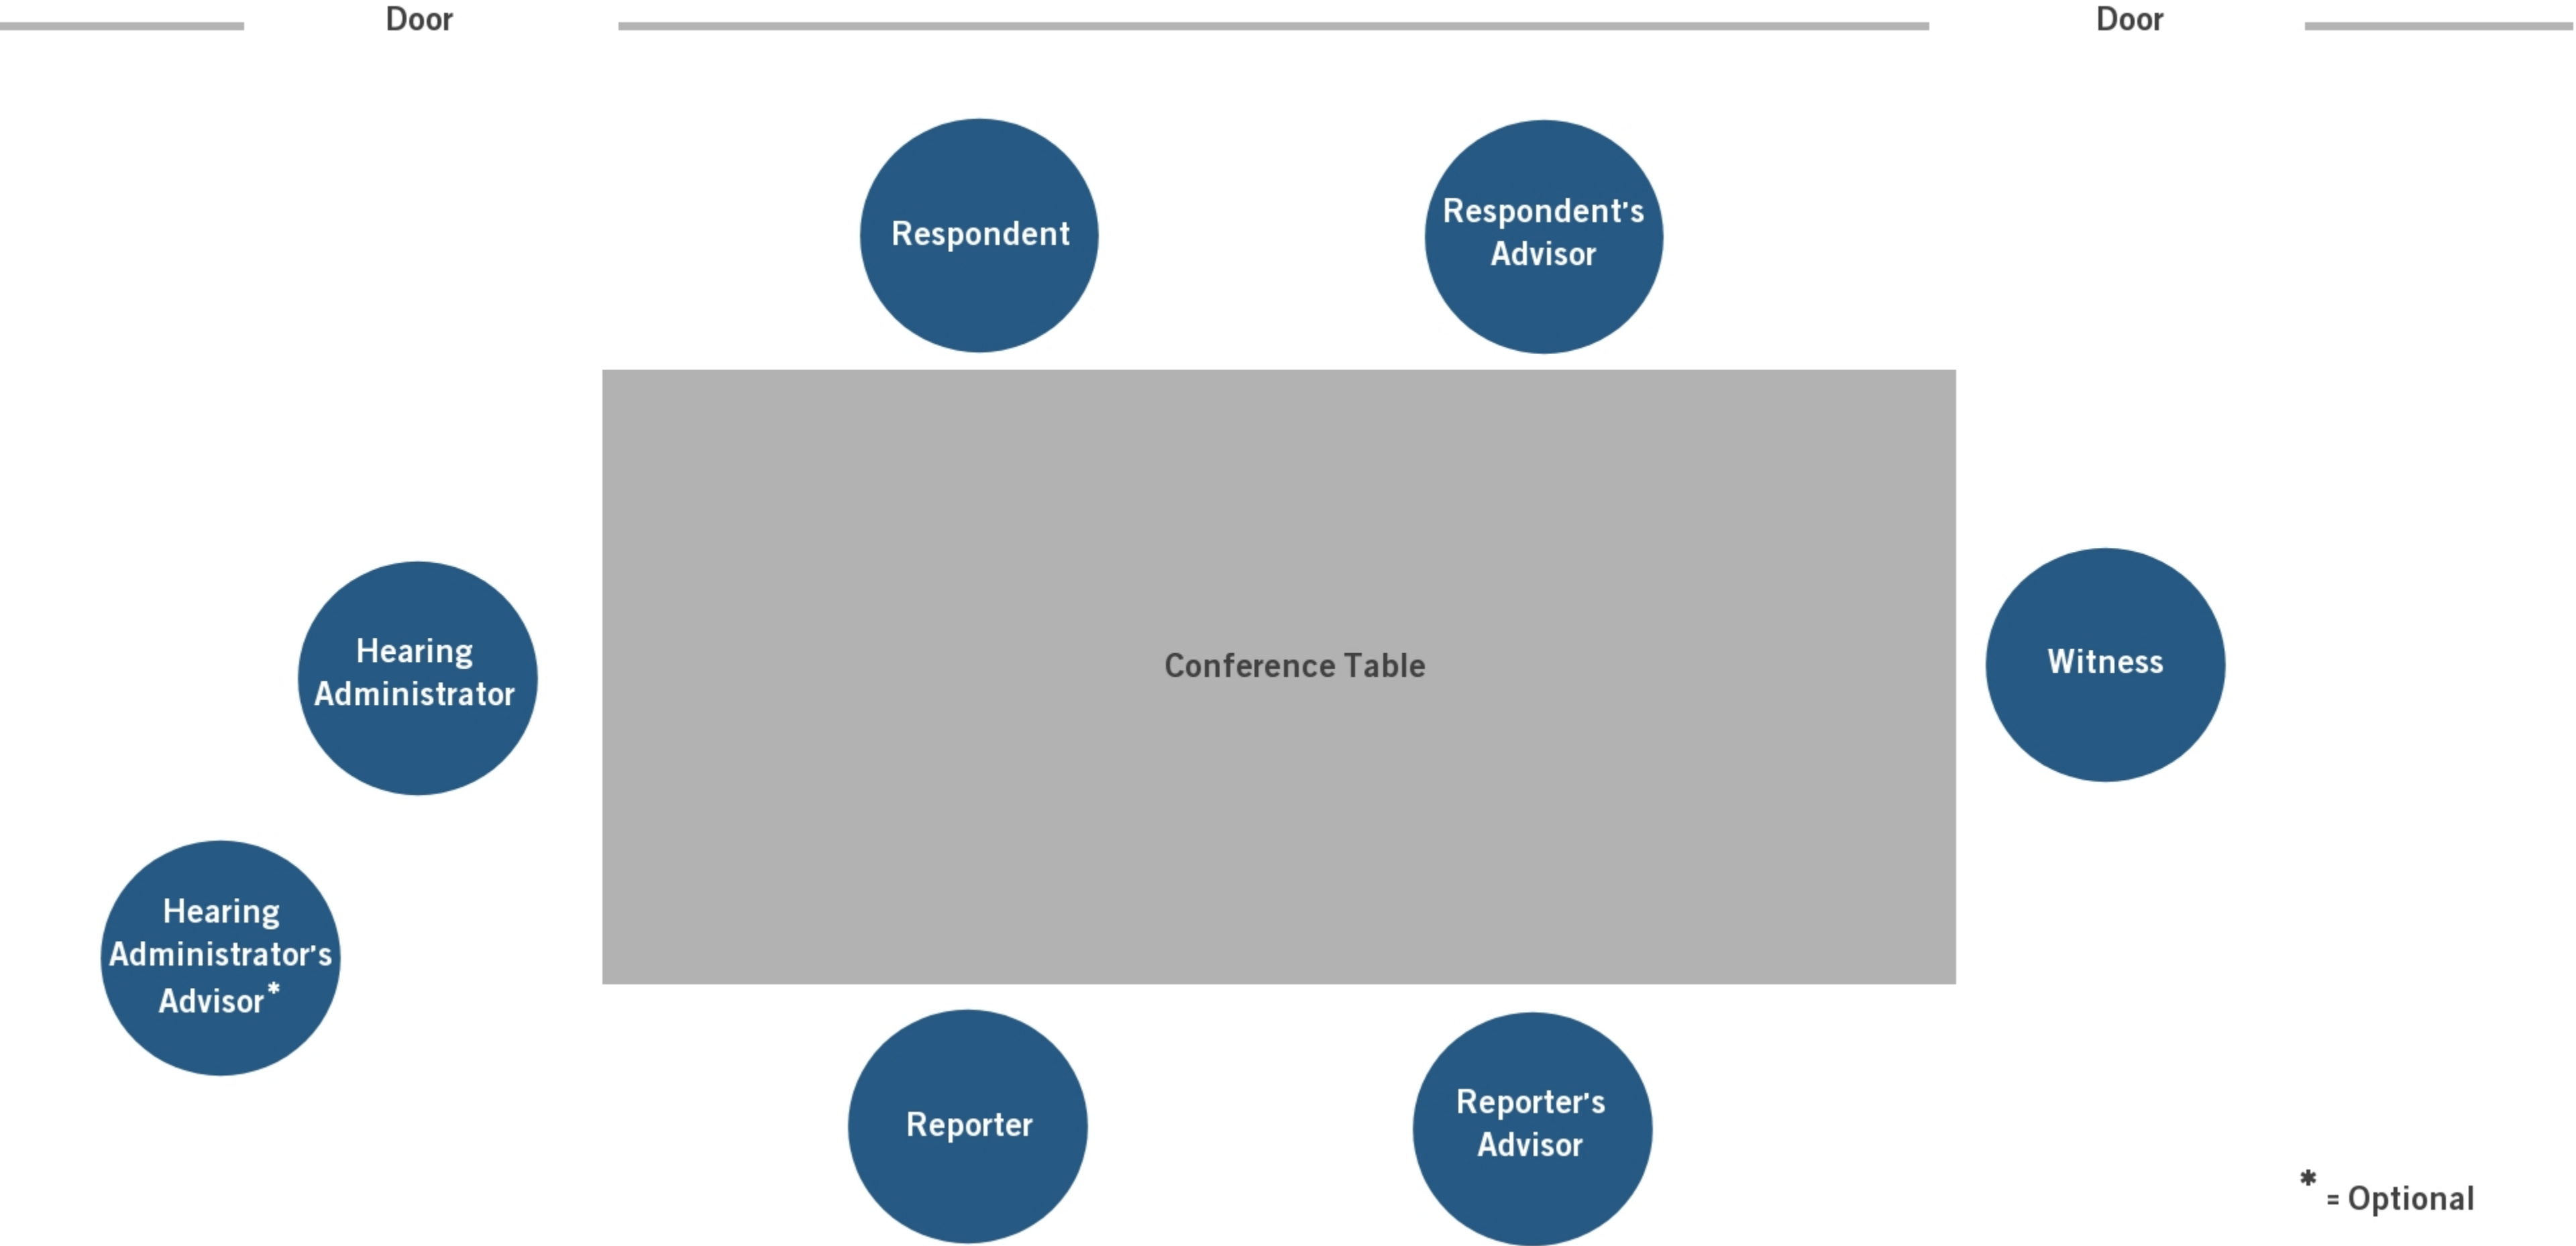 Door
Door
Respondent
Respondent's
Advisor
Hearing
Administrator
Conference Table
Witness
Hearing
Administrator's
Advisor*
Reporter
Reporter's
Advisor
* = Optional